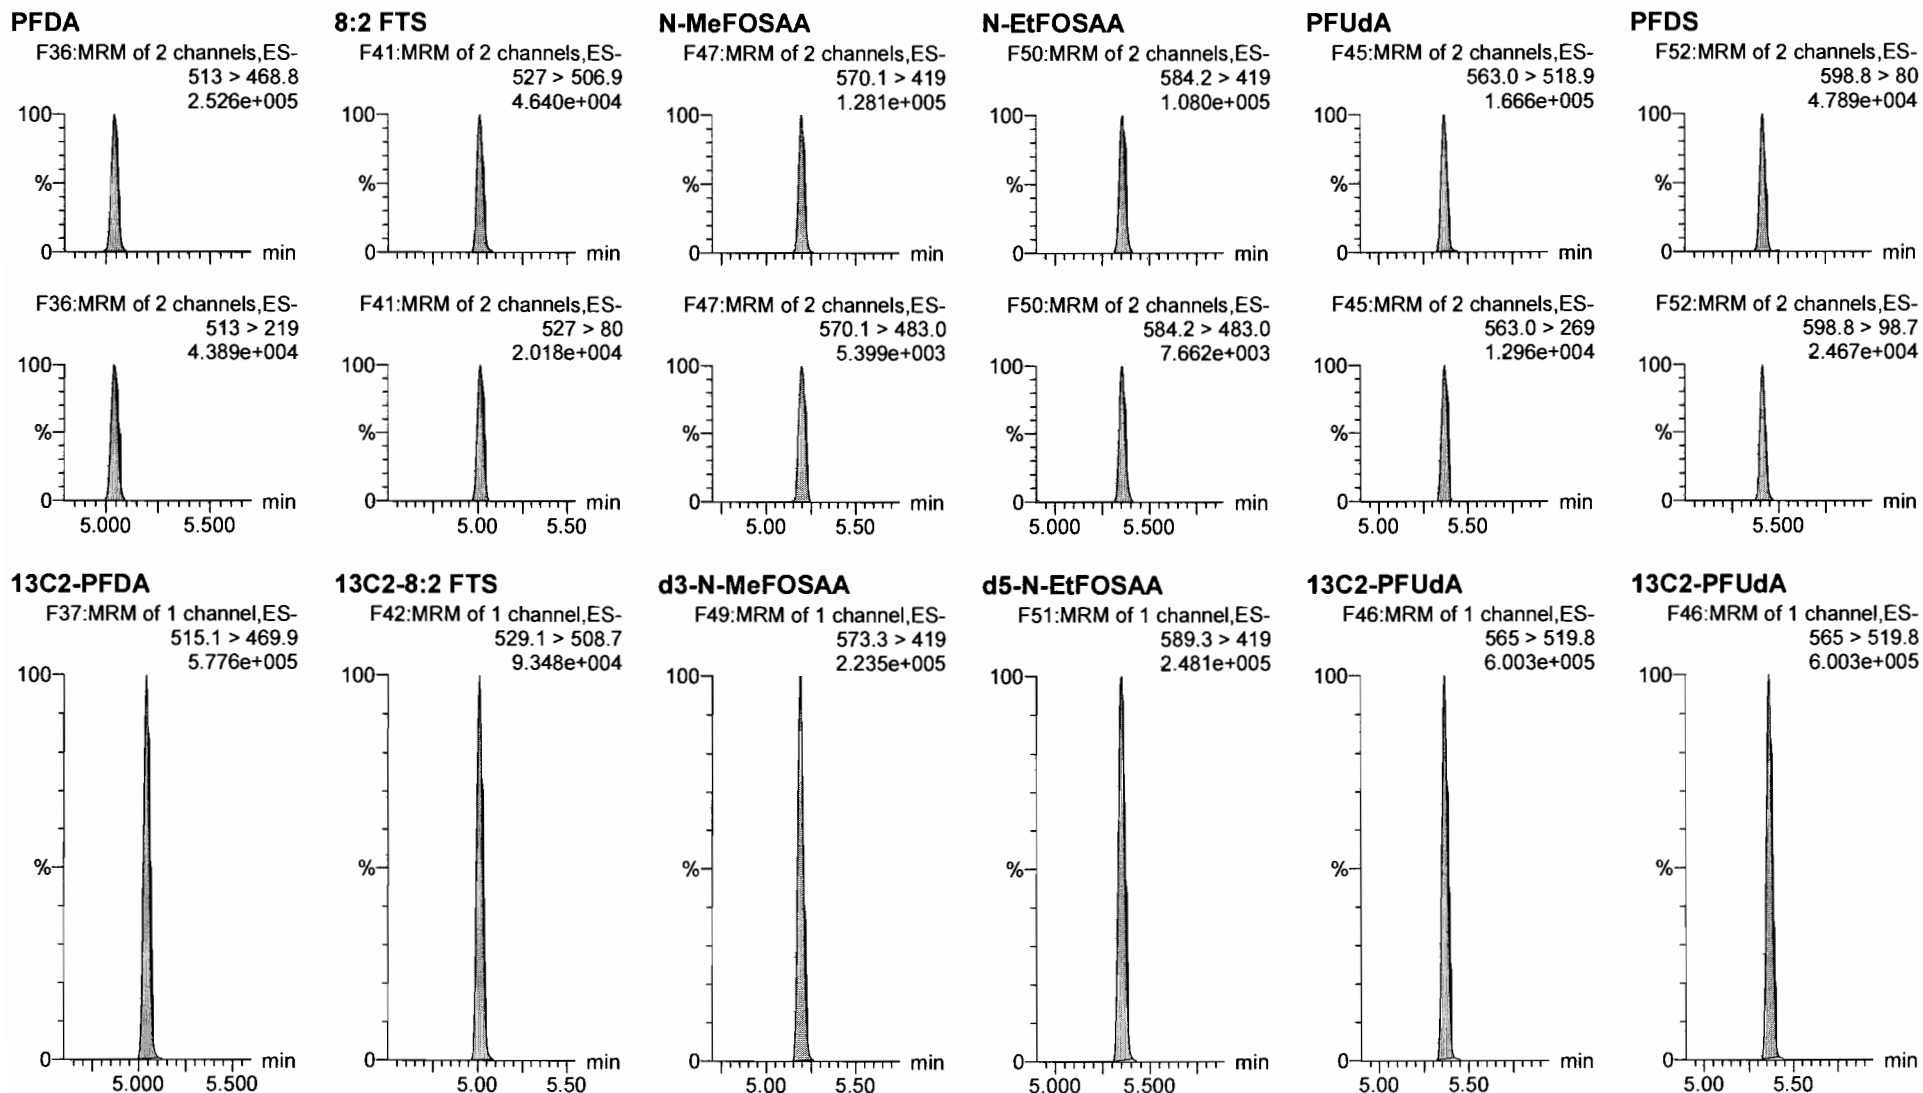 PFDA
F36:MRM of 2 channels,ES-
513 > 468.8
2.526e+005
100
%
0
min
F36:MRM of 2 channels,ES-
513 > 219
4.389e+004
100
%
0
min
5.000 5.500
8:2 FTS
F41:MRM of 2 channels,ES-
527 > 506.9
4.640e+004
100
%
0
min
F41:MRM of 2 channels,ES-
527 > 80
2.018e+004
100
%
0
min
5.00 5.50
N-MeFOSAA
F47:MRM of 2 channels,ES-
570.1 > 419
1.281e+005
100
%
0
min
F47:MRM of 2 channels,ES-
570.1 > 483.0
5.399e+003
100
%
0
min
5.00 5.50
N-EtFOSAA
F50:MRM of 2 channels,ES-
584.2 > 419
1.080e+005
100
%
0
min
F50:MRM of 2 channels,ES-
584.2 > 483.0
7.662e+003
100
%
0
min
5.000 5.500
PFUdA
F45:MRM of 2 channels,ES-
563.0 > 518.9
1.666e+005
100
%
0
min
F45:MRM of 2 channels,ES-
563.0 > 269
1.296e+004
100
%
0
min
5.00 5.50
PFDS
F52:MRM of 2 channels,ES-
598.8 > 80
4.789e+004
100
%
0
min
F52:MRM of 2 channels,ES-
598.8 > 98.7
2.467e+004
100
%
0
min
5.500
13C2-PFDA
F37:MRM of 1 channel,ES-
515.1 > 469.9
5.776e+005
100
%
0
min
5.000 5.500
13C2-8:2 FTS
F42:MRM of 1 channel,ES-
529.1 > 508.7
9.348e+004
100
%
0
min
5.00 5.50
d3-N-MeFOSAA
F49:MRM of 1 channel,ES-
573.3 > 419
2.235e+005
100
%
0
min
5.00 5.50
d5-N-EtFOSAA
F51:MRM of 1 channel,ES-
589.3 > 419
2.481e+005
100
%
0
min
5.000 5.500
13C2-PFUdA
F46:MRM of 1 channel,ES-
565 > 519.8
6.003e+005
100
%
0
min
5.00 5.50
13C2-PFUdA
F46:MRM of 1 channel,ES-
565 > 519.8
6.003e+005
100
%
0
min
5.00 5.50